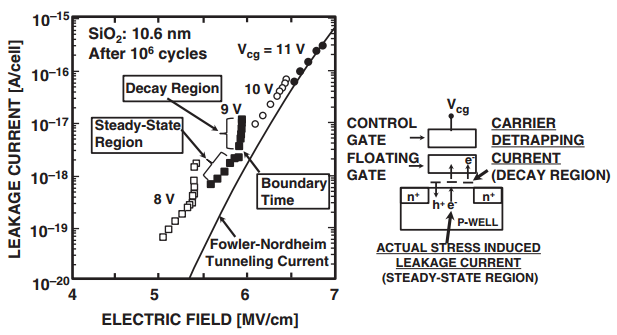 SiO2: 10.6 nm
After 10⁶ cycles
Vcg = 11 V
10 V
9 V
8 V
Decay Region
Steady-State
Region
Boundary
Time
Fowler-Nordheim
Tunneling Current
LEAKAGE CURRENT [A/cell]
10⁻¹⁵
10⁻¹⁶
10⁻¹⁷
10⁻¹⁸
10⁻¹⁹
10⁻²⁰
4 5 6 7
ELECTRIC FIELD [MV/cm]
Vcg
CONTROL
GATE
FLOATING
GATE
CARRIER
DETRAPPING
CURRENT
(DECAY REGION)
e⁻
n⁺ h⁺ e⁻ n⁺
P-WELL
ACTUAL STRESS INDUCED
LEAKAGE CURRENT
(STEADY-STATE REGION)